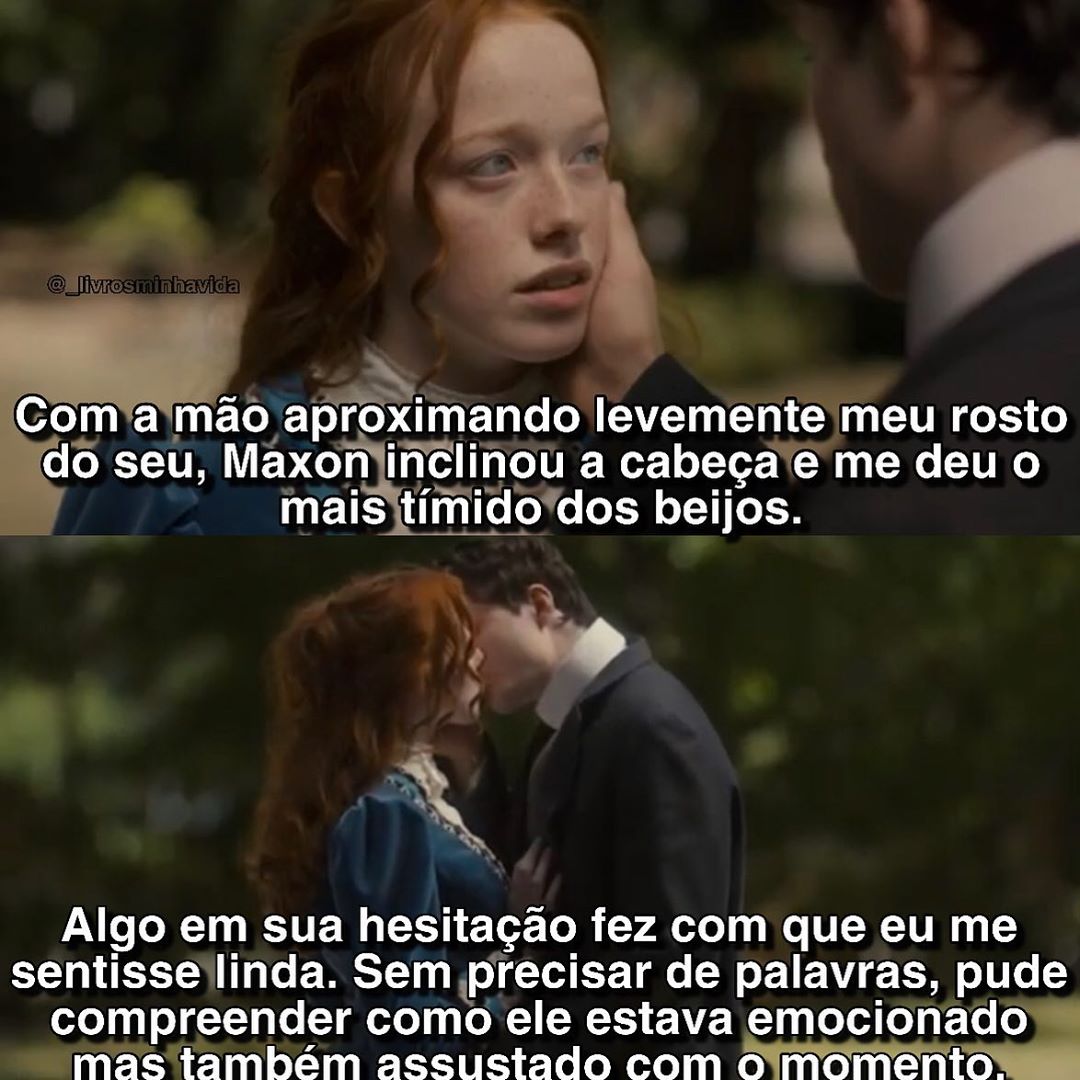 @_livrosminhavida
Com a mão aproximando levemente meu rosto
do seu, Maxon inclinou a cabeça e me deu o
mais tímido dos beijos.
Algo em sua hesitação fez com que eu me
sentisse linda. Sem precisar de palavras, pude
compreender como ele estava emocionado
mas também assustado com o momento.